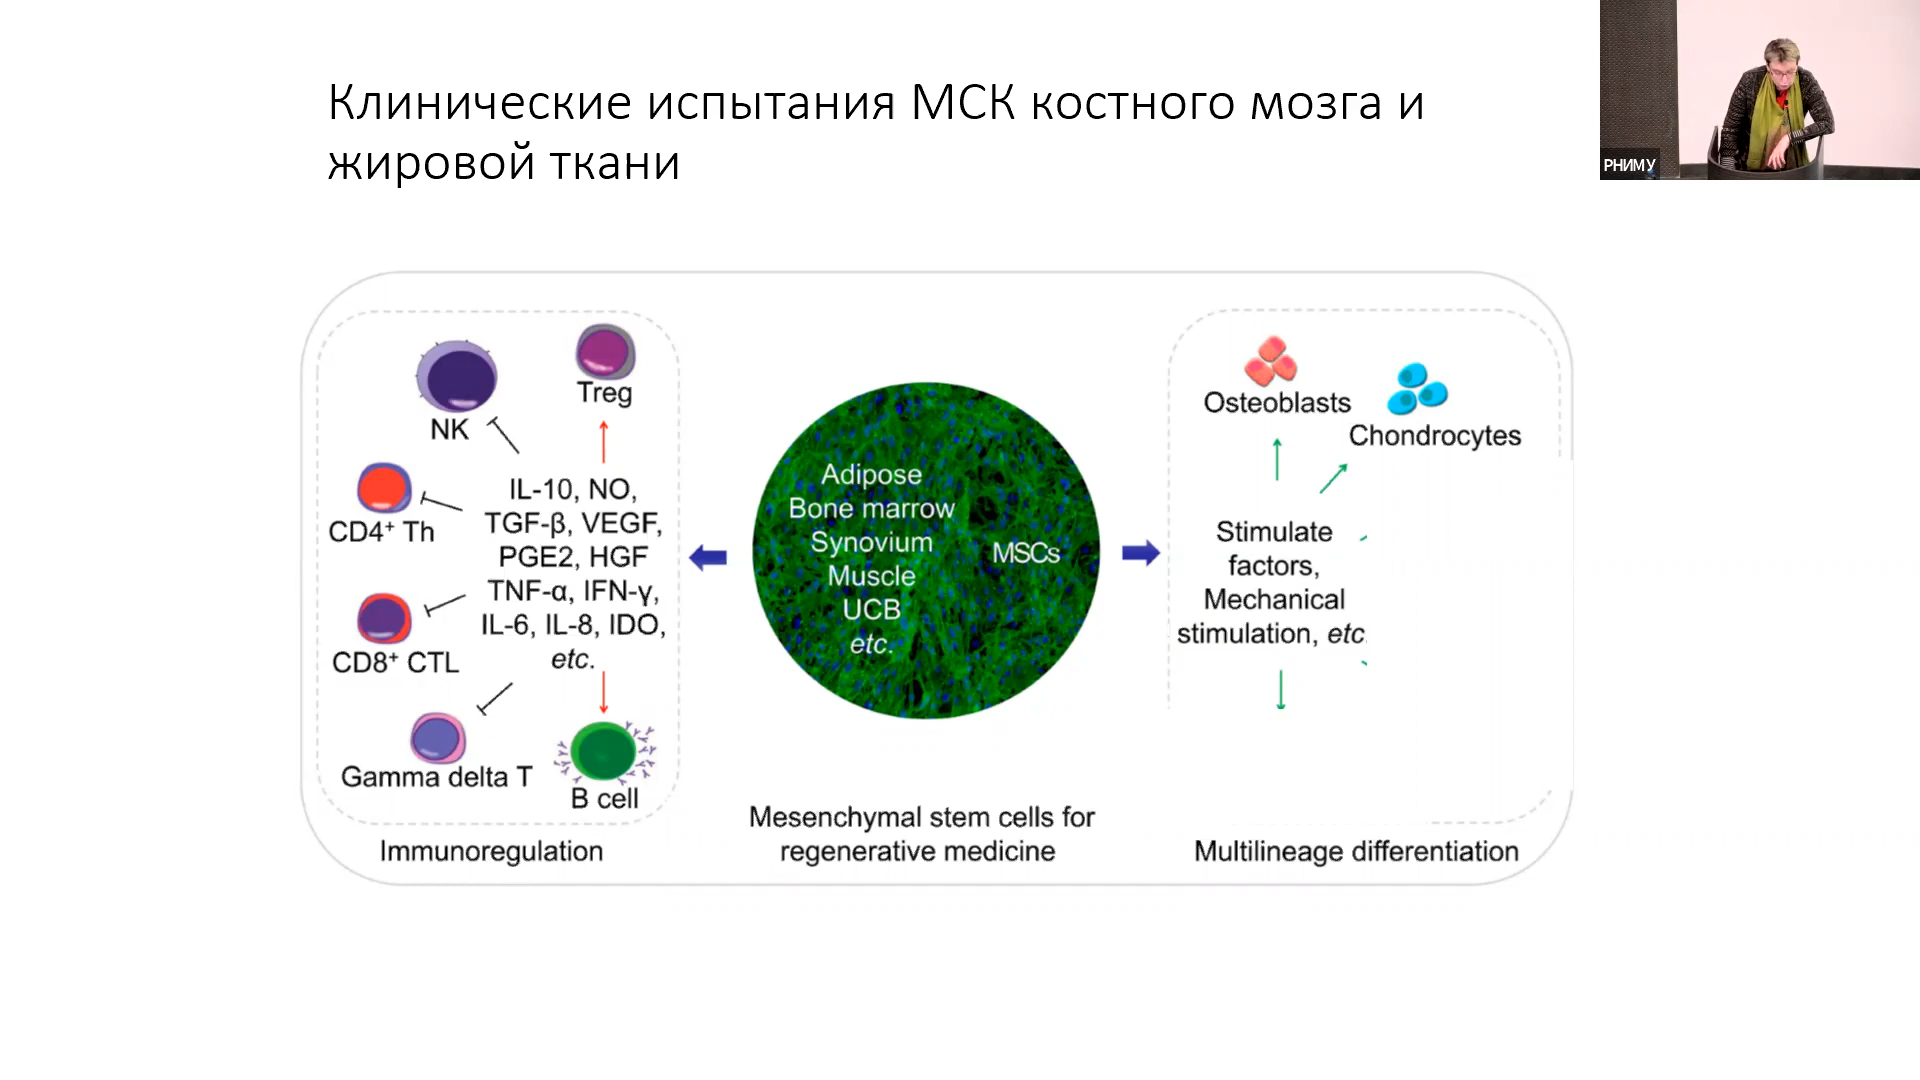 Клинические испытания МСК костного мозга и
жировой ткани
РНИМУ
NK
Treg
CD4⁺ Th
CD8⁺ CTL
Gamma delta T
B cell
IL-10, NO,
TGF-β, VEGF,
PGE2, HGF
TNF-α, IFN-γ,
IL-6, IL-8, IDO,
etc.
Immunoregulation
Adipose
Bone marrow
Synovium
Muscle
UCB
etc.
MSCs
Mesenchymal stem cells for
regenerative medicine
Osteoblasts
Chondrocytes
Stimulate
factors,
Mechanical
stimulation, etc.
Multilineage differentiation